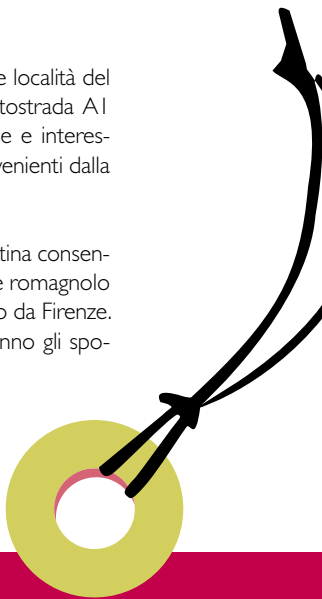 e località del
tostrada A1
e e interes-
venienti dalla
tina consen-
e romagnolo
o da Firenze.
nno gli spo-